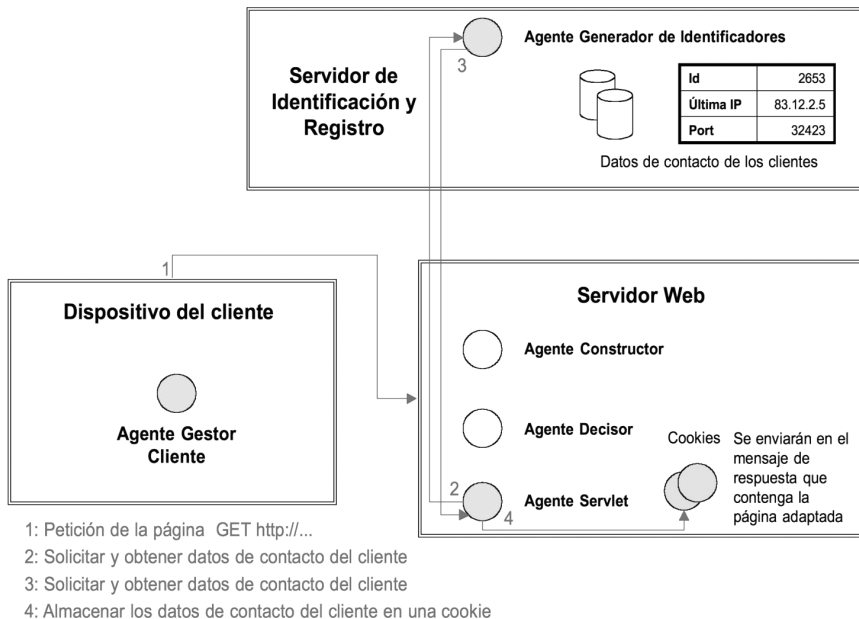 Agente Generador de Identificadores
3
Servidor de
Identificación y
Registro
Id 2653
Última IP 83.12.2.5
Port 32423
Datos de contacto de los clientes
1
Dispositivo del cliente
Agente Gestor
Cliente
Servidor Web
Agente Constructor
Agente Decisor
Cookies
Se enviarán en el
mensaje de
respuesta que
contenga la
página adaptada
2
Agente Servlet
4
1: Petición de la página GET http://...
2: Solicitar y obtener datos de contacto del cliente
3: Solicitar y obtener datos de contacto del cliente
4: Almacenar los datos de contacto del cliente en una cookie